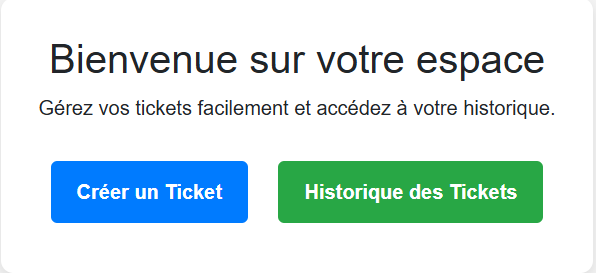 Bienvenue sur votre espace
Gérez vos tickets facilement et accédez à votre historique.
Créer un Ticket
Historique des Tickets